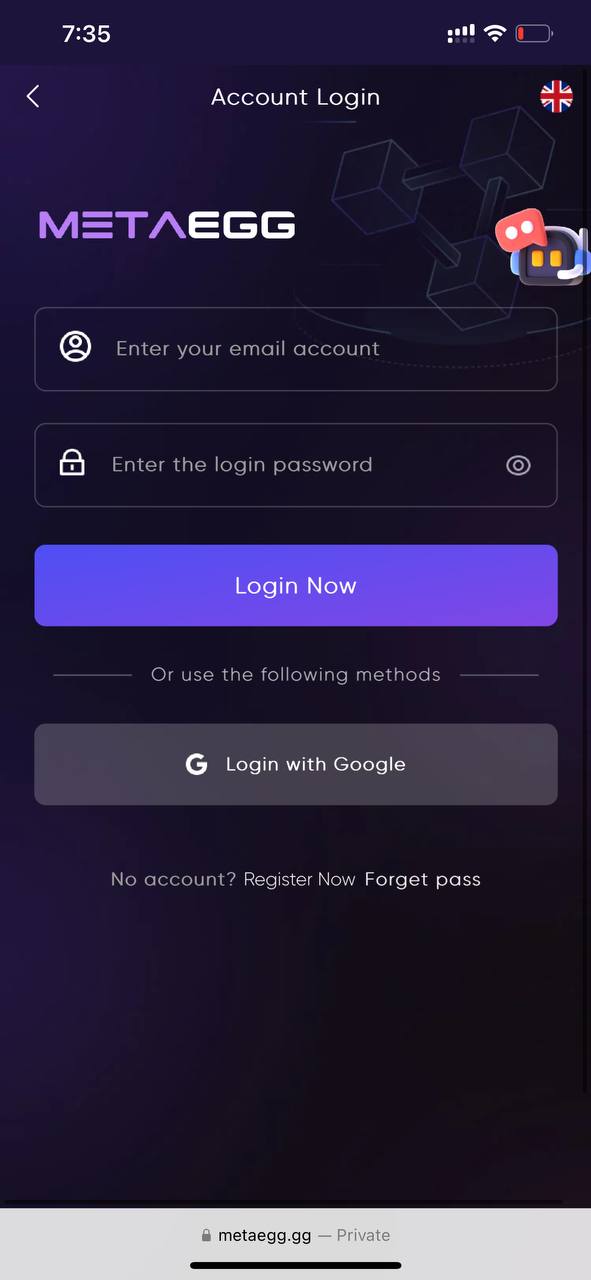 7:35
Account Login
METAEGG
Enter your email account
Enter the login password
Login Now
Or use the following methods
G Login with Google
No account? Register Now Forget pass
metaegg.gg — Private